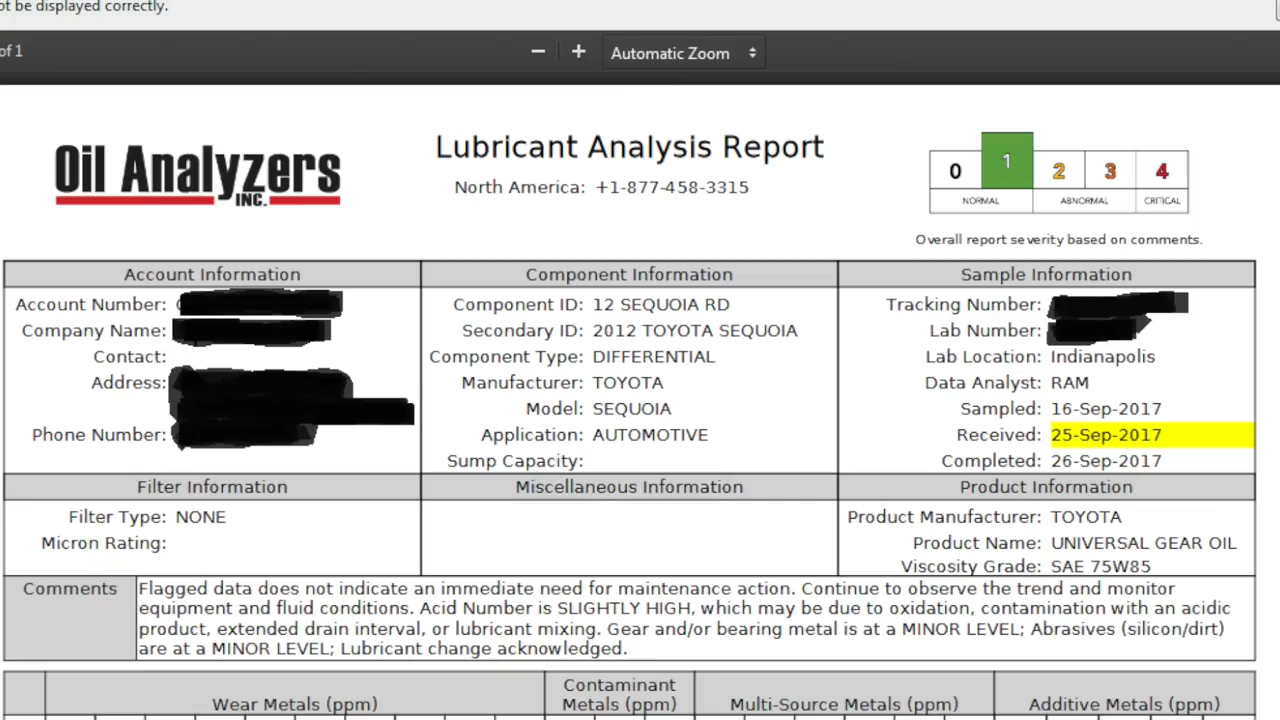 ot be displayed correctly.
of 1
Automatic Zoom
Oil Analyzers
INC.
Lubricant Analysis Report
North America: +1-877-458-3315
0 1 2 3 4
NORMAL ABNORMAL CRITICAL
Overall report severity based on comments.
Account Information
Account Number:
Company Name:
Contact:
Address:
Phone Number:
Component Information
Component ID: 12 SEQUOIA RD
Secondary ID: 2012 TOYOTA SEQUOIA
Component Type: DIFFERENTIAL
Manufacturer: TOYOTA
Model: SEQUOIA
Application: AUTOMOTIVE
Sump Capacity:
Sample Information
Tracking Number:
Lab Number:
Lab Location: Indianapolis
Data Analyst: RAM
Sampled: 16-Sep-2017
Received: 25-Sep-2017
Completed: 26-Sep-2017
Filter Information
Filter Type: NONE
Micron Rating:
Miscellaneous Information
Product Information
Product Manufacturer: TOYOTA
Product Name: UNIVERSAL GEAR OIL
Viscosity Grade: SAE 75W85
Comments
Flagged data does not indicate an immediate need for maintenance action. Continue to observe the trend and monitor
equipment and fluid conditions. Acid Number is SLIGHTLY HIGH, which may be due to oxidation, contamination with an acidic
product, extended drain interval, or lubricant mixing. Gear and/or bearing metal is at a MINOR LEVEL; Abrasives (silicon/dirt)
are at a MINOR LEVEL; Lubricant change acknowledged.
Wear Metals (ppm)
Contaminant
Metals (ppm)
Multi-Source Metals (ppm)
Additive Metals (ppm)